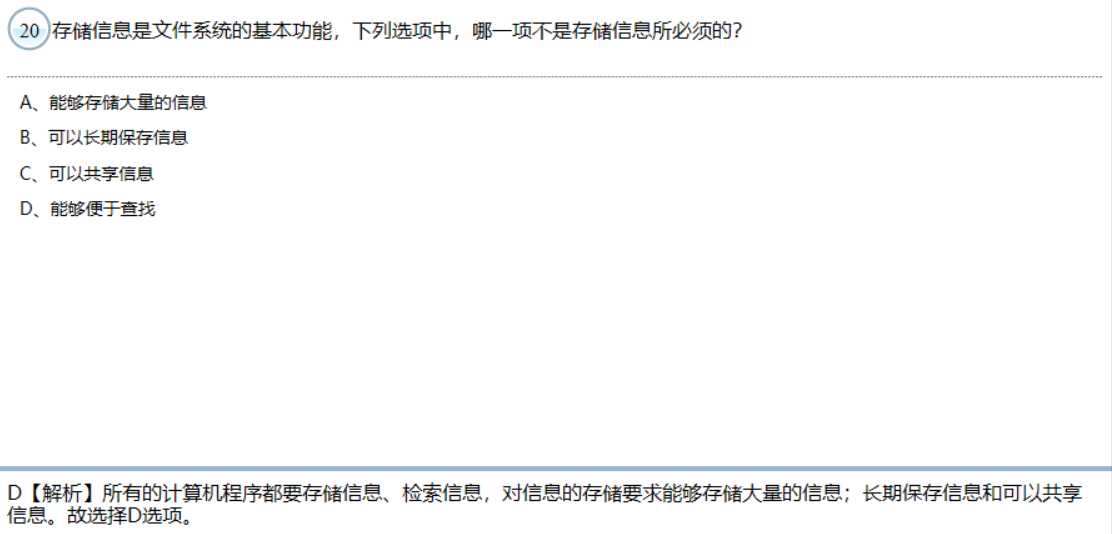 20 存储信息是文件系统的基本功能，下列选项中，哪一项不是存储信息所必须的？
A、能够存储大量的信息
B、可以长期保存信息
C、可以共享信息
D、能够便于查找
D【解析】所有的计算机程序都要存储信息、检索信息，对信息的存储要求能够存储大量的信息；长期保存信息和可以共享
信息。故选择D选项。